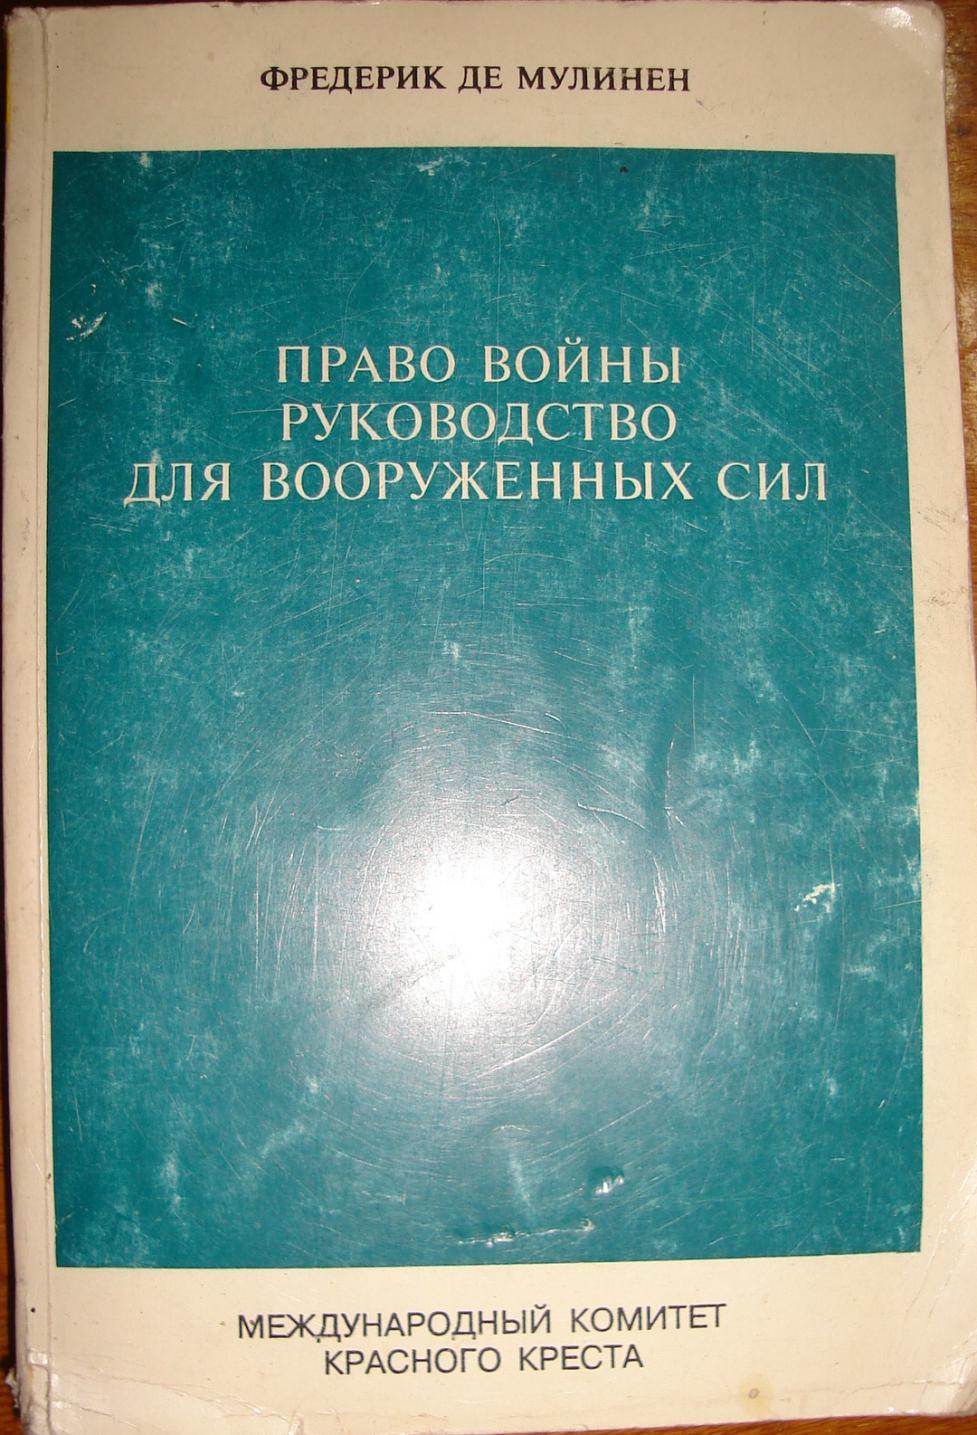 ФРЕДЕРИК ДЕ МУЛИНЕН
ПРАВО ВОЙНЫ
РУКОВОДСТВО
ДЛЯ ВООРУЖЕННЫХ СИЛ
МЕЖДУНАРОДНЫЙ КОМИТЕТ
КРАСНОГО КРЕСТА